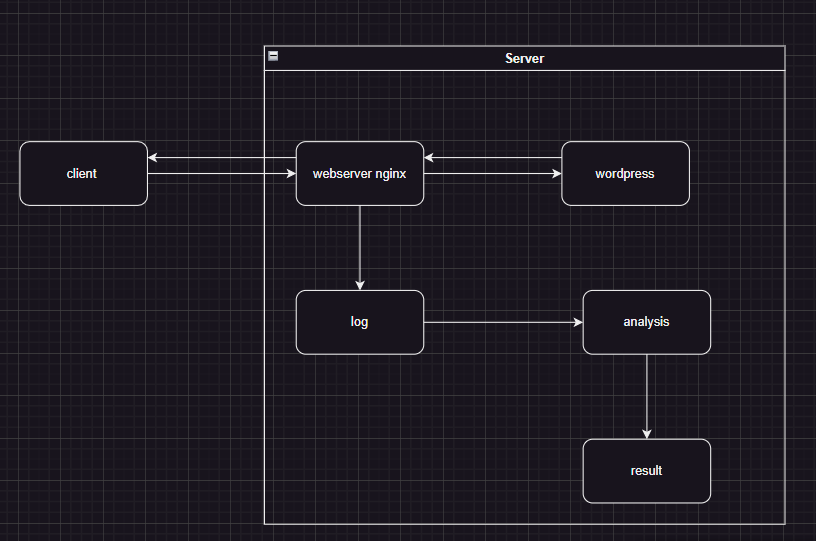 Server
client
webserver nginx
wordpress
log
analysis
result